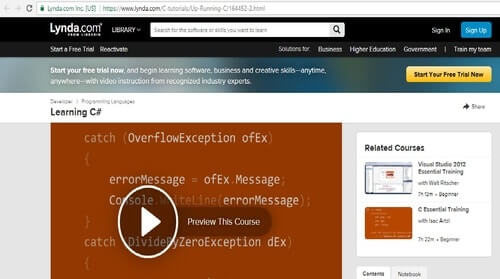 Lynda.com Inc. [US] | https://www.lynda.com/C-tutorials/Up-Running-C/164452-2.html
Lynda.com
FROM LINKEDIN
LIBRARY
Search for the software or skills you want to learn
Sign In
Sign Up
Start a Free Trial Reactivate
Solutions for: Business Higher Education Government Train my team
Start your free trial now, and begin learning software, business and creative skills—anytime,
anywhere—with video instruction from recognized industry experts.
Start Your Free Trial Now
Developer Programming Languages
Learning C#
Share
catch (OverflowException ofEx)
{
errorMessage = ofEx.Message;
Console.WriteLine(errorMessage);
}
catch (DivideByZeroException dEx)
{
Preview This Course
Related Courses
Visual Studio 2012
Essential Training
with Walt Ritscher
7h 12m • Beginner
C Essential Training
with
7h 22m • Beginner
Contents Notebook